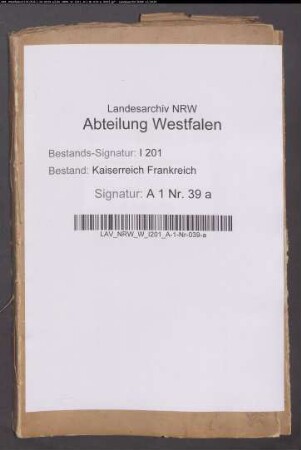 Landesarchiv NRW
Abteilung Westfalen
Bestands-Signatur: I 201
Bestand: Kaiserreich Frankreich
Signatur: A 1 Nr. 39 a
LAV_NRW_W_I201_A-1-Nr-039-a